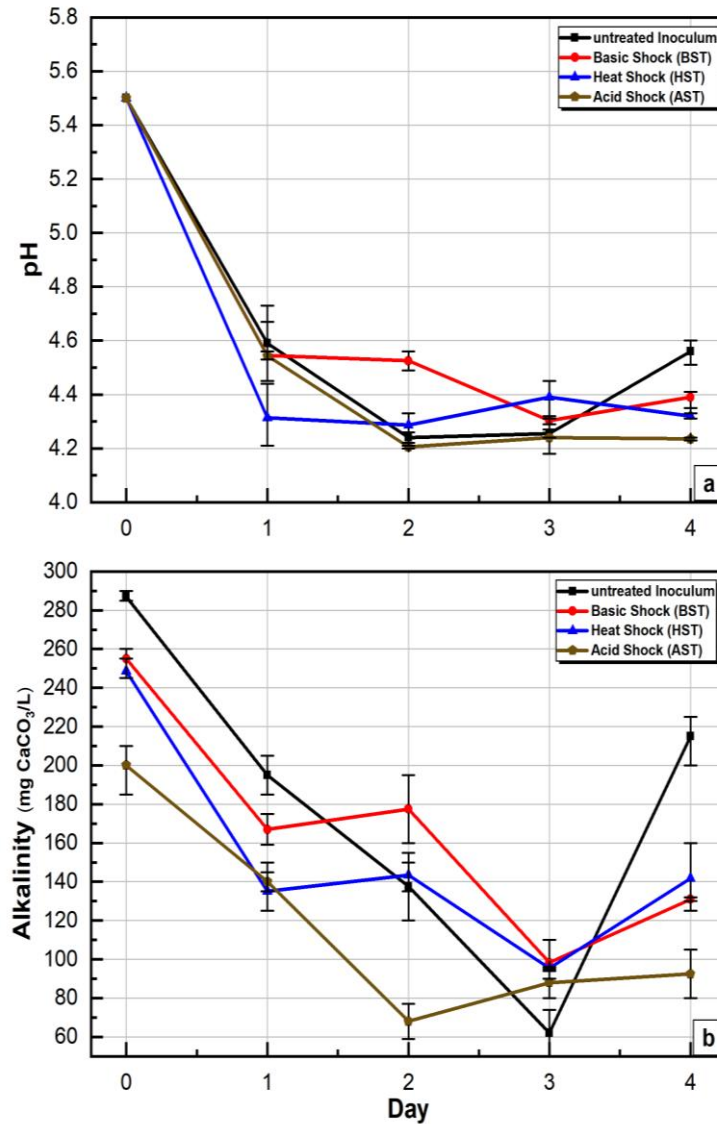 5.8
5.6
5.4
5.2
5.0
4.8
4.6
4.4
4.2
4.0
pH
untreated Inoculum
Basic Shock (BST)
Heat Shock (HST)
Acid Shock (AST)
a
0 1 2 3 4
300
280
260
240
220
200
180
160
140
120
100
80
60
Alkalinity (mg CaCO₃/L)
untreated Inoculum
Basic Shock (BST)
Heat Shock (HST)
Acid Shock (AST)
b
0 1 2 3 4
Day